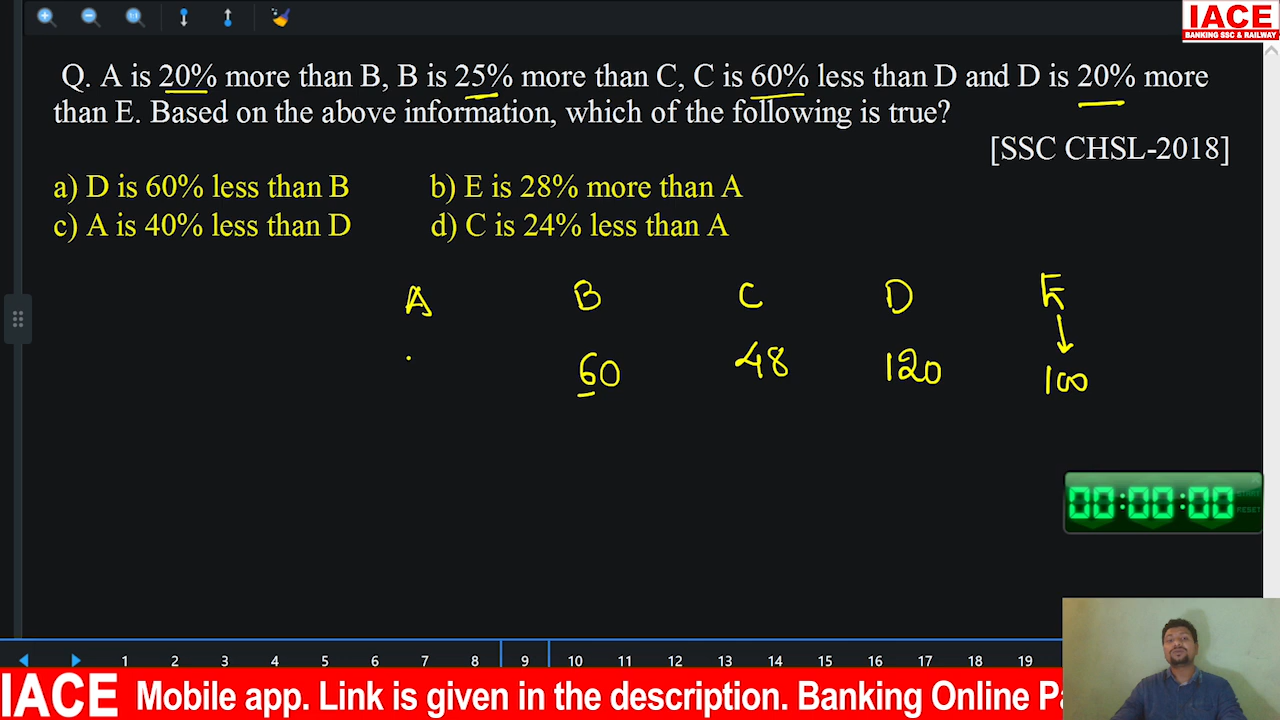 IACE
BANKING SSC & RAILWAY
Q. A is 20% more than B, B is 25% more than C, C is 60% less than D and D is 20% more
than E. Based on the above information, which of the following is true?
[SSC CHSL-2018]
a) D is 60% less than B b) E is 28% more than A
c) A is 40% less than D d) C is 24% less than A
A B C D E
60 48 120 100
00:00:00
RESET
1 2 3 4 5 6 7 8 9 10 11 12 13 14 15 16 17 18 19
IACE Mobile app. Link is given in the description. Banking Online Pa